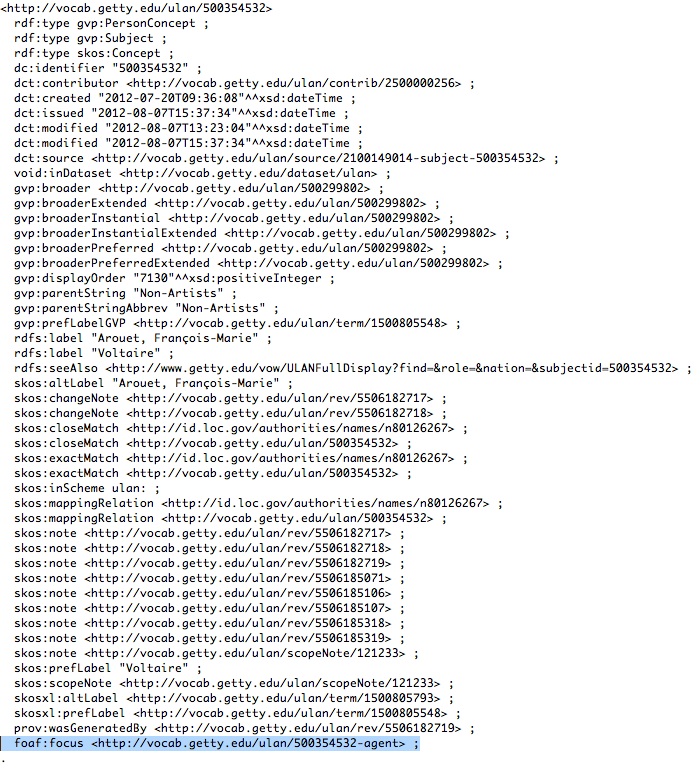 <http://vocab.getty.edu/ulan/500354532>
rdf:type gvp:PersonConcept ;
rdf:type gvp:Subject ;
rdf:type skos:Concept ;
dc:identifier "500354532" ;
dct:contributor <http://vocab.getty.edu/ulan/contrib/2500000256> ;
dct:created "2012-07-20T09:36:08"^^xsd:dateTime ;
dct:issued "2012-08-07T15:37:34"^^xsd:dateTime ;
dct:modified "2012-08-07T13:23:04"^^xsd:dateTime ;
dct:modified "2012-08-07T15:37:34"^^xsd:dateTime ;
dct:source <http://vocab.getty.edu/ulan/source/2100149014-subject-500354532> ;
void:inDataset <http://vocab.getty.edu/dataset/ulan> ;
gvp:broader <http://vocab.getty.edu/ulan/500299802> ;
gvp:broaderExtended <http://vocab.getty.edu/ulan/500299802> ;
gvp:broaderInstantial <http://vocab.getty.edu/ulan/500299802> ;
gvp:broaderInstantialExtended <http://vocab.getty.edu/ulan/500299802> ;
gvp:broaderPreferred <http://vocab.getty.edu/ulan/500299802> ;
gvp:broaderPreferredExtended <http://vocab.getty.edu/ulan/500299802> ;
gvp:displayOrder "7130"^^xsd:positiveInteger ;
gvp:parentString "Non-Artists" ;
gvp:parentStringAbbrev "Non-Artists" ;
gvp:prefLabelGVP <http://vocab.getty.edu/ulan/term/1500805548> ;
rdfs:label "Arouet, François-Marie" ;
rdfs:label "Voltaire" ;
rdfs:seeAlso <http://www.getty.edu/vow/ULANFullDisplay?find=&role=&nation=&subjectid=500354532> ;
skos:altLabel "Arouet, François-Marie" ;
skos:changeNote <http://vocab.getty.edu/ulan/rev/5506182717> ;
skos:changeNote <http://vocab.getty.edu/ulan/rev/5506182718> ;
skos:closeMatch <http://id.loc.gov/authorities/names/n80126267> ;
skos:closeMatch <http://vocab.getty.edu/ulan/500354532> ;
skos:exactMatch <http://id.loc.gov/authorities/names/n80126267> ;
skos:exactMatch <http://vocab.getty.edu/ulan/500354532> ;
skos:inScheme ulan: ;
skos:mappingRelation <http://id.loc.gov/authorities/names/n80126267> ;
skos:mappingRelation <http://vocab.getty.edu/ulan/500354532> ;
skos:note <http://vocab.getty.edu/ulan/rev/5506182717> ;
skos:note <http://vocab.getty.edu/ulan/rev/5506182718> ;
skos:note <http://vocab.getty.edu/ulan/rev/5506182719> ;
skos:note <http://vocab.getty.edu/ulan/rev/5506185071> ;
skos:note <http://vocab.getty.edu/ulan/rev/5506185106> ;
skos:note <http://vocab.getty.edu/ulan/rev/5506185107> ;
skos:note <http://vocab.getty.edu/ulan/rev/5506185318> ;
skos:note <http://vocab.getty.edu/ulan/rev/5506185319> ;
skos:note <http://vocab.getty.edu/ulan/scopeNote/121233> ;
skos:prefLabel "Voltaire" ;
skos:scopeNote <http://vocab.getty.edu/ulan/scopeNote/121233> ;
skosxl:altLabel <http://vocab.getty.edu/ulan/term/1500805793> ;
skosxl:prefLabel <http://vocab.getty.edu/ulan/term/1500805548> ;
prov:wasGeneratedBy <http://vocab.getty.edu/ulan/rev/5506182719> ;
foaf:focus <http://vocab.getty.edu/ulan/500354532-agent> ;
.